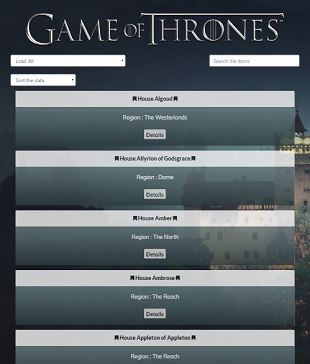 GAME OF THRONES
Load All
Search the items
Sort the data
House Algood
Region : The Westerlands
Details
House Allyrion of Godsgrace
Region : Dorne
Details
House Amber
Region : The North
Details
House Ambrose
Region : The Reach
Details
House Appleton of Appleton
Region : The Reach